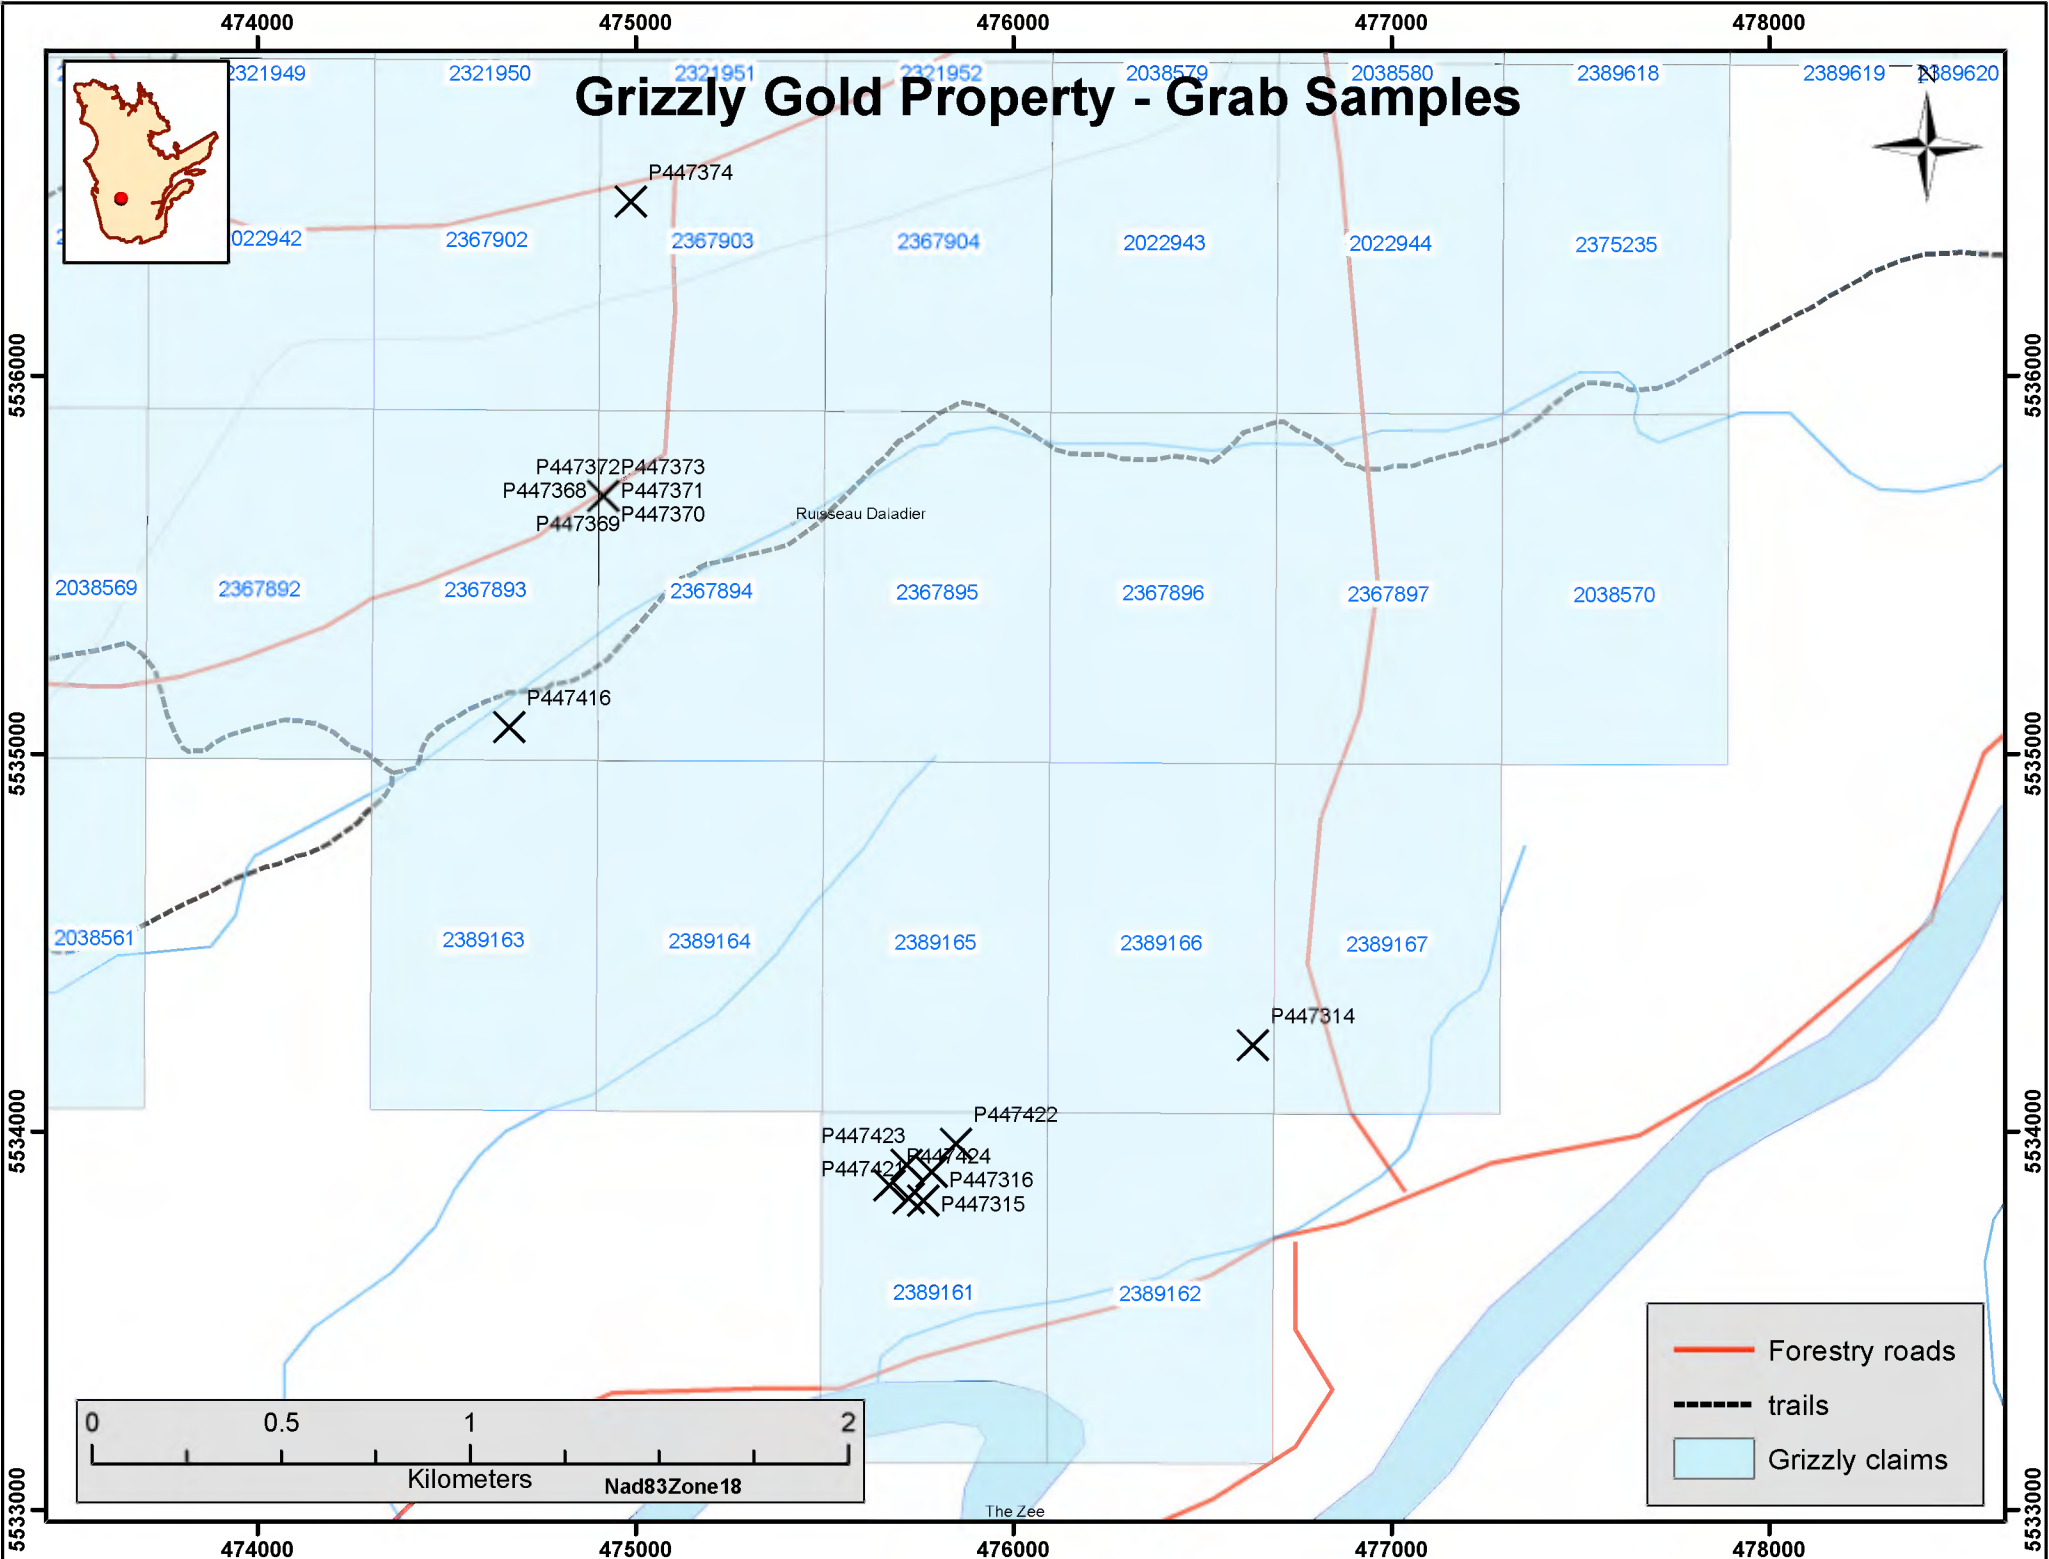 474000 475000 476000 477000 478000
2321949 2321950 2321951 2321952 2038579 2038580 2389618 2389619 2389620
N
Grizzly Gold Property - Grab Samples
P447374
022942 2367902 2367903 2367904 2022943 2022944 2375235
5536000 5536000
P447372 P447373
P447368 P447371
P447369 P447370
Ruisseau Daladier
2038569 2367892 2367893 2367894 2367895 2367896 2367897 2038570
P447416
5535000 5535000
2038561 2389163 2389164 2389165 2389166 2389167
P447314
5534000 5534000
P447422
P447423
P447424
P447421
P447316
P447315
2389161 2389162
Forestry roads
trails
Grizzly claims
0 0.5 1 2
Kilometers
Nad83Zone18
The Zee
5533000 5533000
474000 475000 476000 477000 478000